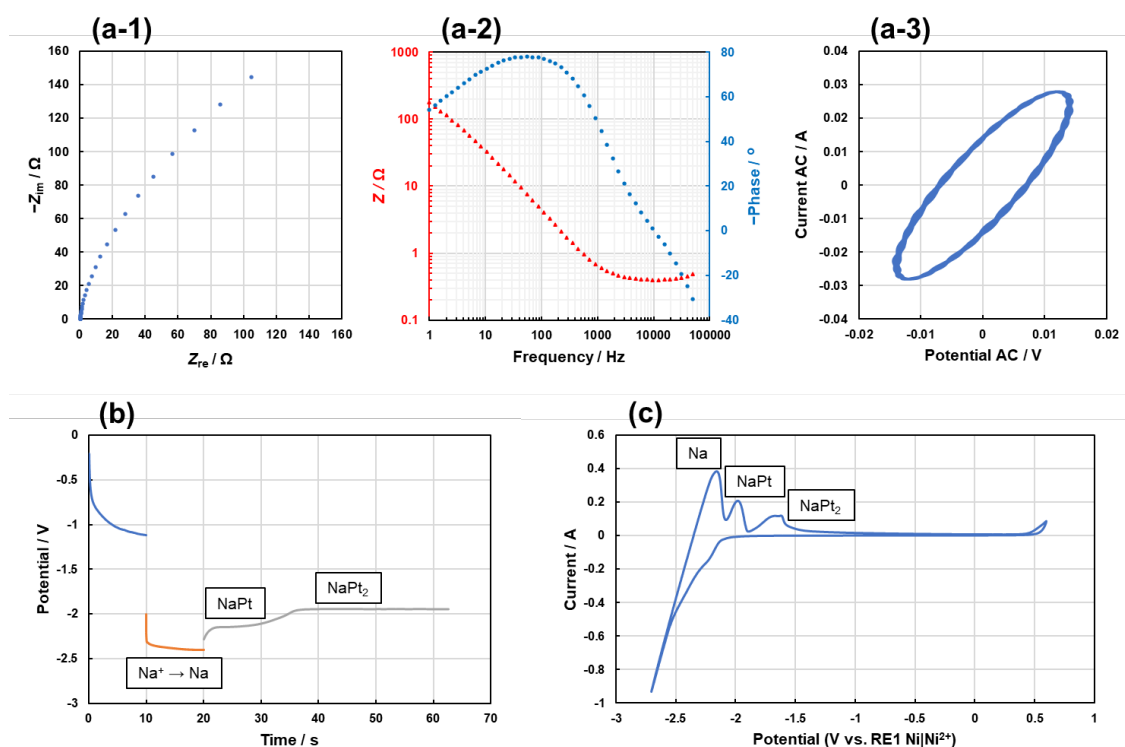 (a-1)
160
140
120
100
80
60
40
20
0
−Zim / Ω
0 20 40 60 80 100 120 140 160
Zre / Ω
(a-2)
1000
100
10
1
0.1
Z / Ω
80
60
40
20
0
-20
-40
−Phase / °
1 10 100 1000 10000 100000
Frequency / Hz
(a-3)
0.04
0.03
0.02
0.01
0
-0.01
-0.02
-0.03
-0.04
Current AC / A
-0.02 -0.01 0 0.01 0.02
Potential AC / V
(b)
0
-0.5
-1
-1.5
-2
-2.5
-3
Potential / V
NaPt
NaPt₂
Na⁺ → Na
0 10 20 30 40 50 60 70
Time / s
(c)
0.6
0.4
0.2
0
-0.2
-0.4
-0.6
-0.8
-1
Current / A
Na
NaPt
NaPt₂
-3 -2.5 -2 -1.5 -1 -0.5 0 0.5 1
Potential (V vs. RE1 Ni|Ni²⁺)